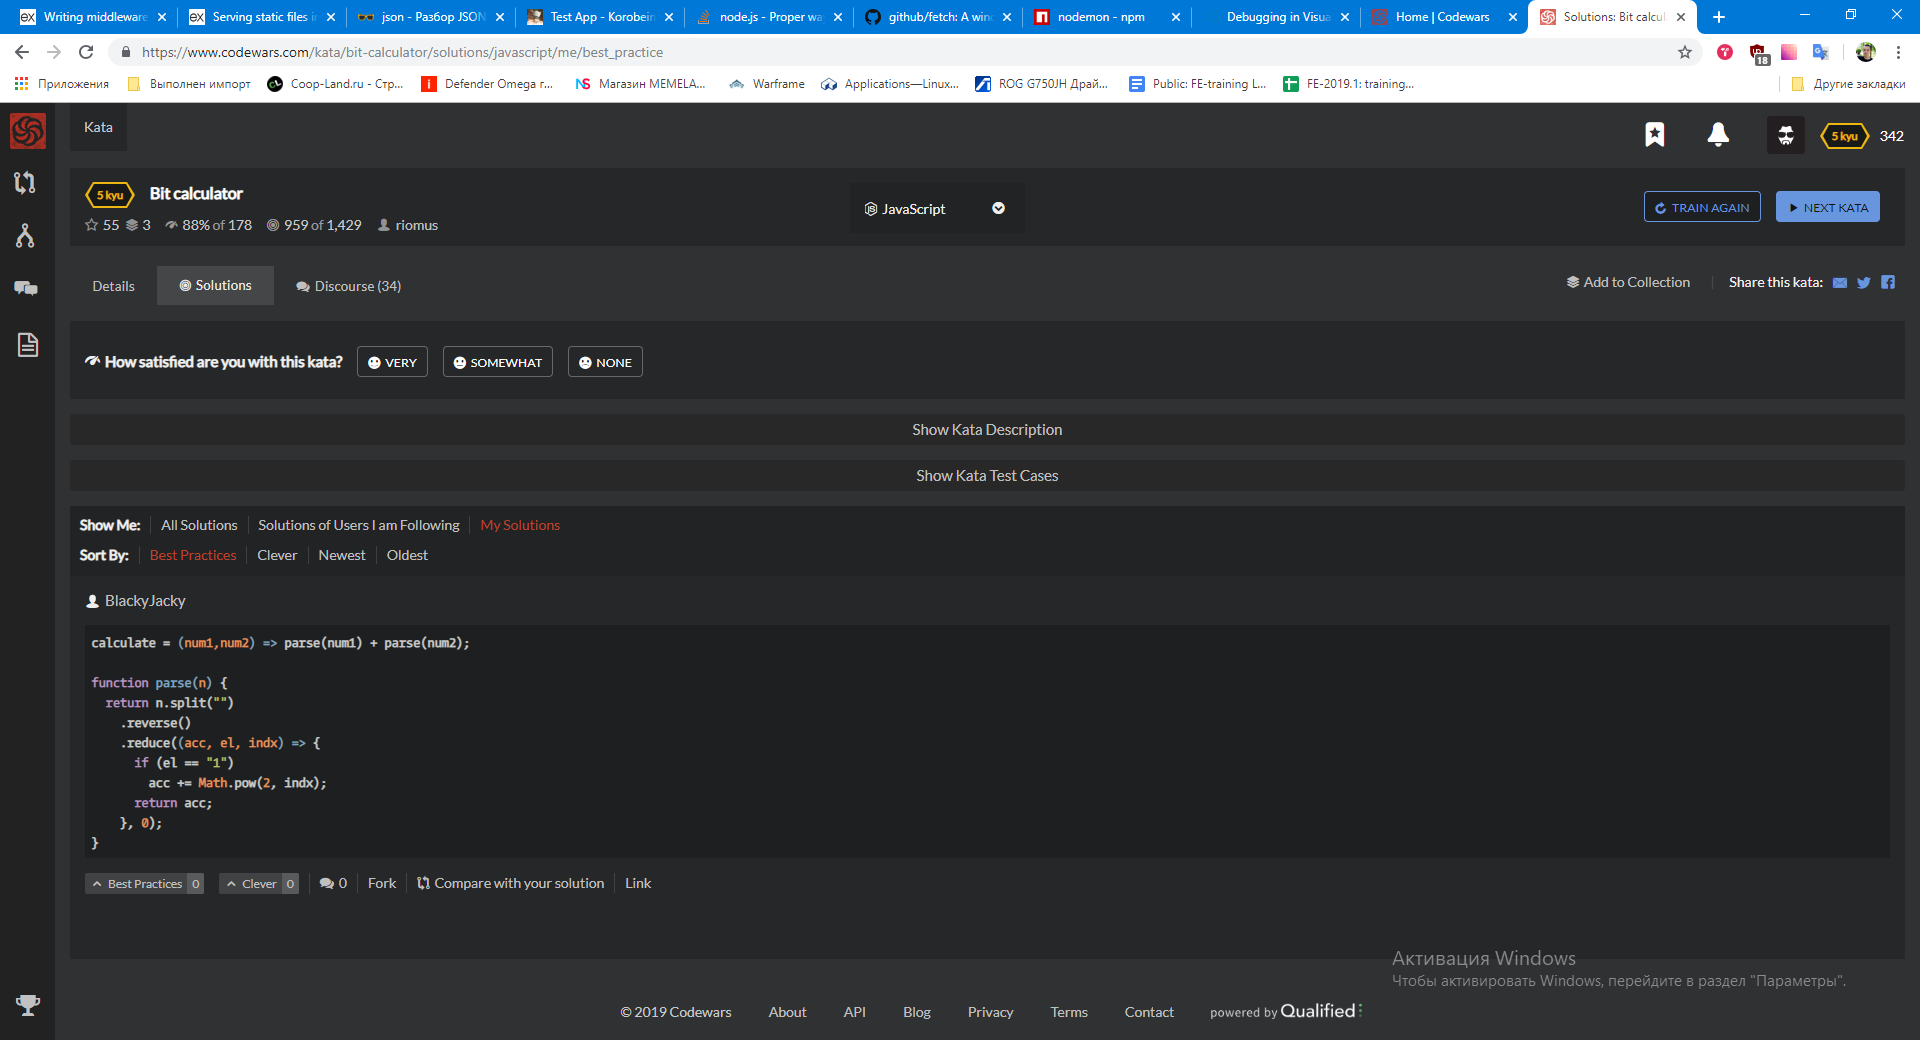 Writing middleware
Serving static files i
json - Разбор JSON
Test App - Korobein
node.js - Proper wa
github/fetch: A wind
nodemon - npm
Debugging in Visua
Home | Codewars
Solutions: Bit calcul
https://www.codewars.com/kata/bit-calculator/solutions/javascript/me/best_practice
18
Приложения
Выполнен импорт
Coop-Land.ru - Стр...
Defender Omega r...
NS Магазин MEMELA...
Warframe
Applications—Linux...
ROG G750JH Драй...
Public: FE-training L...
FE-2019.1: training...
Другие закладки
Kata
5 kyu 342
5 kyu Bit calculator
55 3 88% of 178 959 of 1,429 riomus
JavaScript
TRAIN AGAIN
NEXT KATA
Details
Solutions
Discourse (34)
Add to Collection
Share this kata:
How satisfied are you with this kata? VERY SOMEWHAT NONE
Show Kata Description
Show Kata Test Cases
Show Me: All Solutions Solutions of Users I am Following My Solutions
Sort By: Best Practices Clever Newest Oldest
BlackyJacky
calculate = (num1,num2) => parse(num1) + parse(num2);
function parse(n) {
return n.split("")
.reverse()
.reduce((acc, el, indx) => {
if (el == "1")
acc += Math.pow(2, indx);
return acc;
}, 0);
}
Best Practices 0 Clever 0 0 Fork Compare with your solution Link
Активация Windows
Чтобы активировать Windows, перейдите в раздел "Параметры".
© 2019 Codewars About API Blog Privacy Terms Contact powered by Qualified